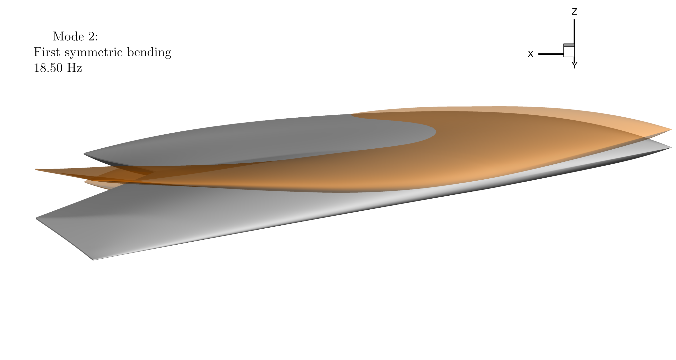 Mode 2:
First symmetric bending
18.50 Hz
Z
X
Y